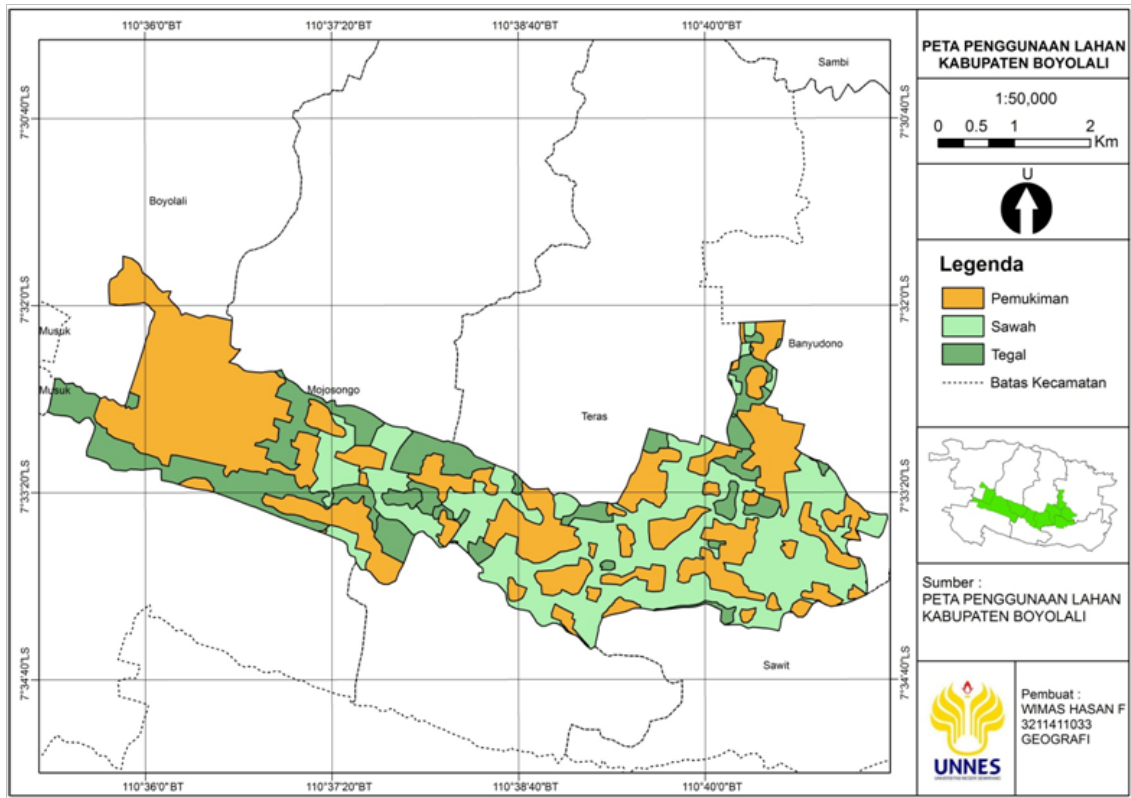 110°36'0"BT
110°37'20"BT
110°38'40"BT
110°40'0"BT
7°30'40"LS
7°32'0"LS
7°33'20"LS
7°34'40"LS
Sambi
Boyolali
Musuk
Musuk
Mojosongo
Teras
Banyudono
Sawit
7°30'40"LS
7°32'0"LS
7°33'20"LS
7°34'40"LS
110°36'0"BT
110°37'20"BT
110°38'40"BT
110°40'0"BT
PETA PENGGUNAAN LAHAN
KABUPATEN BOYOLALI
1:50,000
0 0.5 1 2
Km
U
Legenda
Pemukiman
Sawah
Tegal
Batas Kecamatan
Sumber :
PETA PENGGUNAAN LAHAN
KABUPATEN BOYOLALI
UNNES
UNIVERSITAS NEGERI SEMARANG
Pembuat :
WIMAS HASAN F
3211411033
GEOGRAFI